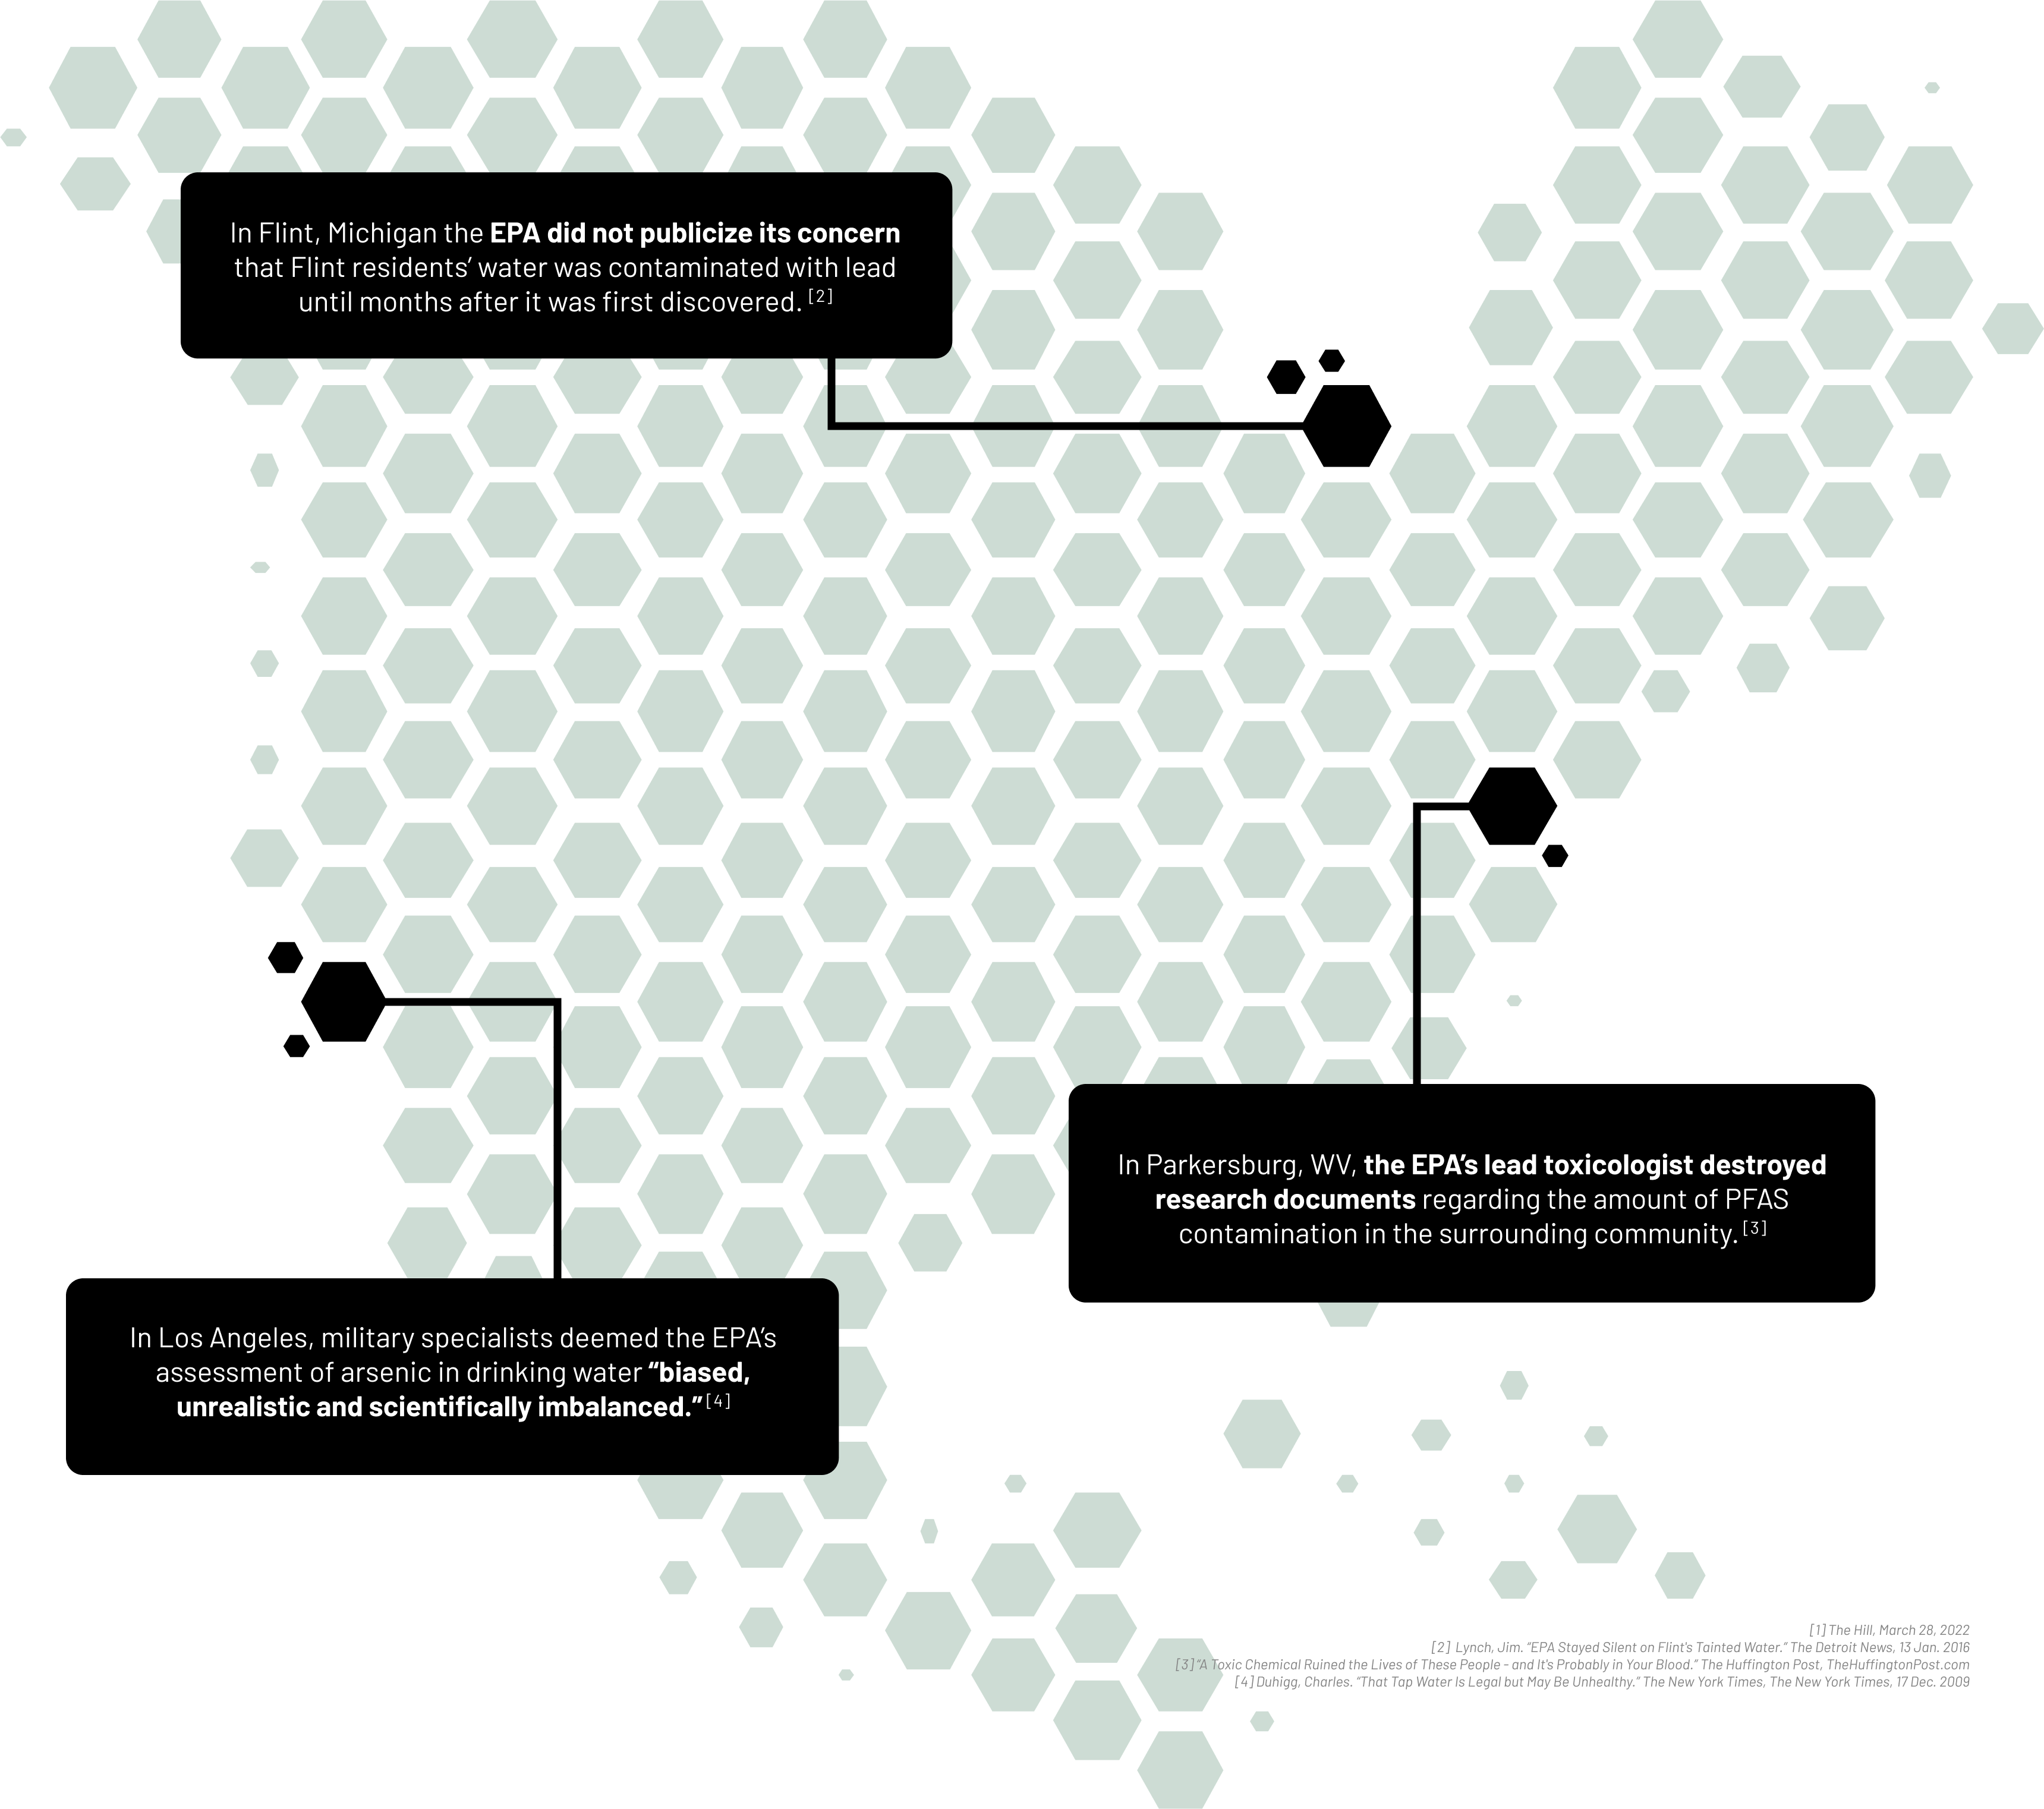 In Flint, Michigan the EPA did not publicize its concern
that Flint residents’ water was contaminated with lead
until months after it was first discovered. [2]
In Parkersburg, WV, the EPA’s lead toxicologist destroyed
research documents regarding the amount of PFAS
contamination in the surrounding community. [3]
In Los Angeles, military specialists deemed the EPA’s
assessment of arsenic in drinking water “biased,
unrealistic and scientifically imbalanced.” [4]
[1] The Hill, March 28, 2022
[2] Lynch, Jim. “EPA Stayed Silent on Flint's Tainted Water.” The Detroit News, 13 Jan. 2016
[3] “A Toxic Chemical Ruined the Lives of These People - and It's Probably in Your Blood.” The Huffington Post, TheHuffingtonPost.com
[4] Duhigg, Charles. “That Tap Water Is Legal but May Be Unhealthy.” The New York Times, The New York Times, 17 Dec. 2009